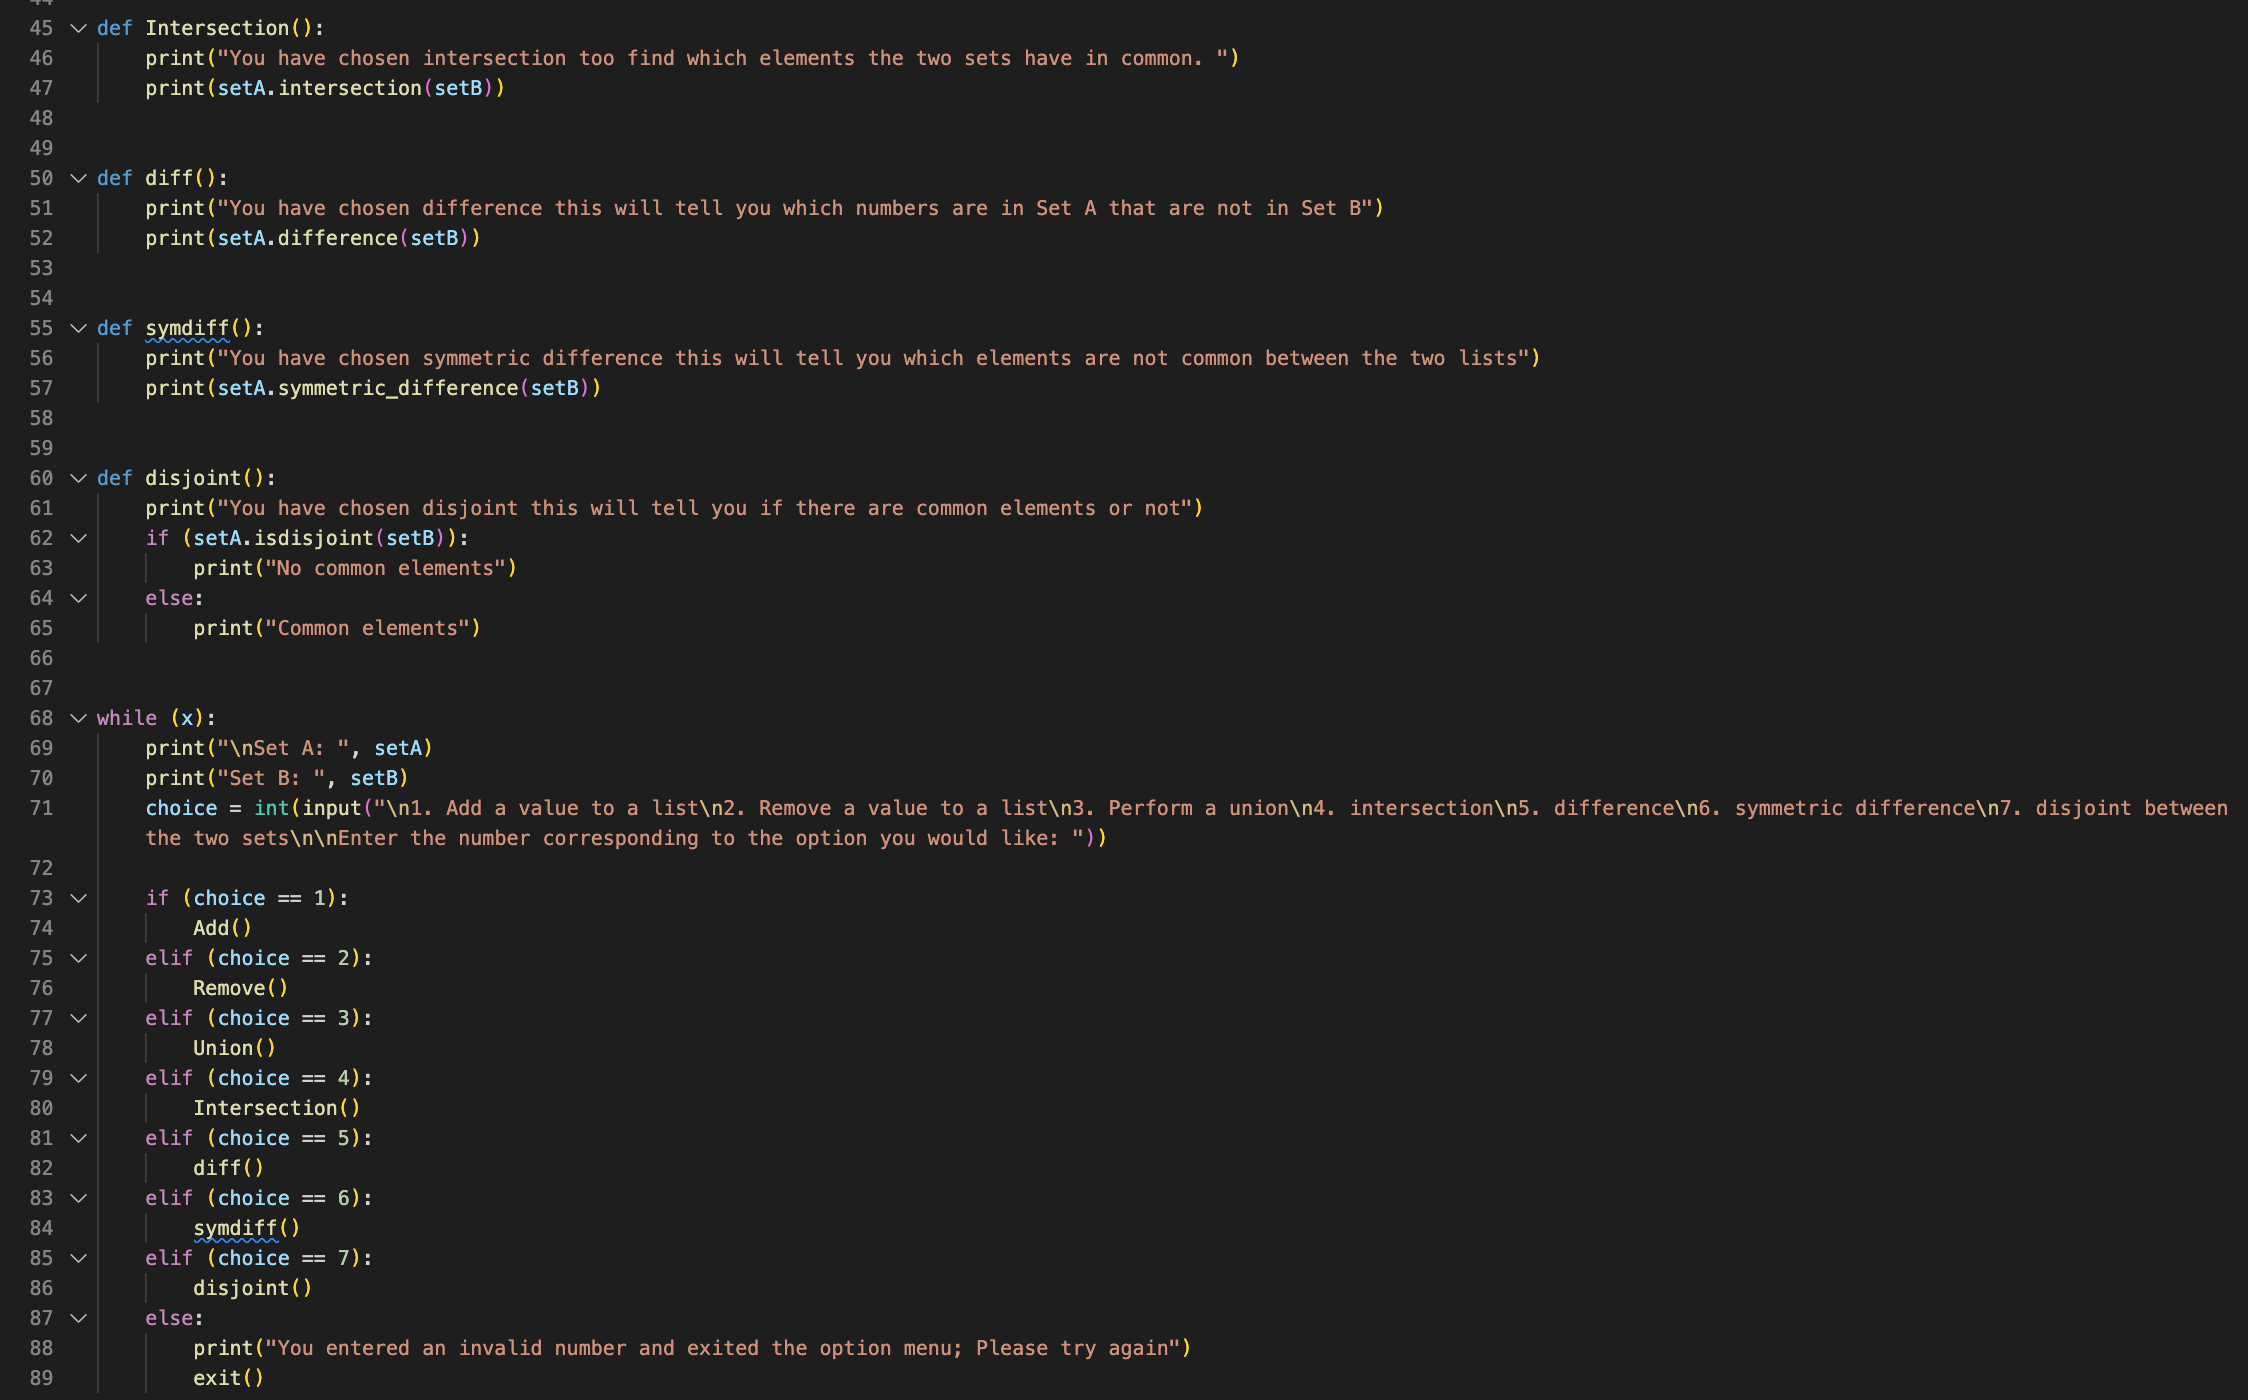 45 def Intersection():
46     print("You have chosen intersection too find which elements the two sets have in common. ")
47     print(setA.intersection(setB))
48
49
50 def diff():
51     print("You have chosen difference this will tell you which numbers are in Set A that are not in Set B")
52     print(setA.difference(setB))
53
54
55 def symdiff():
56     print("You have chosen symmetric difference this will tell you which elements are not common between the two lists")
57     print(setA.symmetric_difference(setB))
58
59
60 def disjoint():
61     print("You have chosen disjoint this will tell you if there are common elements or not")
62     if (setA.isdisjoint(setB)):
63         print("No common elements")
64     else:
65         print("Common elements")
66
67
68 while (x):
69     print("\nSet A: ", setA)
70     print("Set B: ", setB)
71     choice = int(input("\n1. Add a value to a list\n2. Remove a value to a list\n3. Perform a union\n4. intersection\n5. difference\n6. symmetric difference\n7. disjoint between
the two sets\n\nEnter the number corresponding to the option you would like: "))
72
73     if (choice == 1):
74         Add()
75     elif (choice == 2):
76         Remove()
77     elif (choice == 3):
78         Union()
79     elif (choice == 4):
80         Intersection()
81     elif (choice == 5):
82         diff()
83     elif (choice == 6):
84         symdiff()
85     elif (choice == 7):
86         disjoint()
87     else:
88         print("You entered an invalid number and exited the option menu; Please try again")
89         exit()